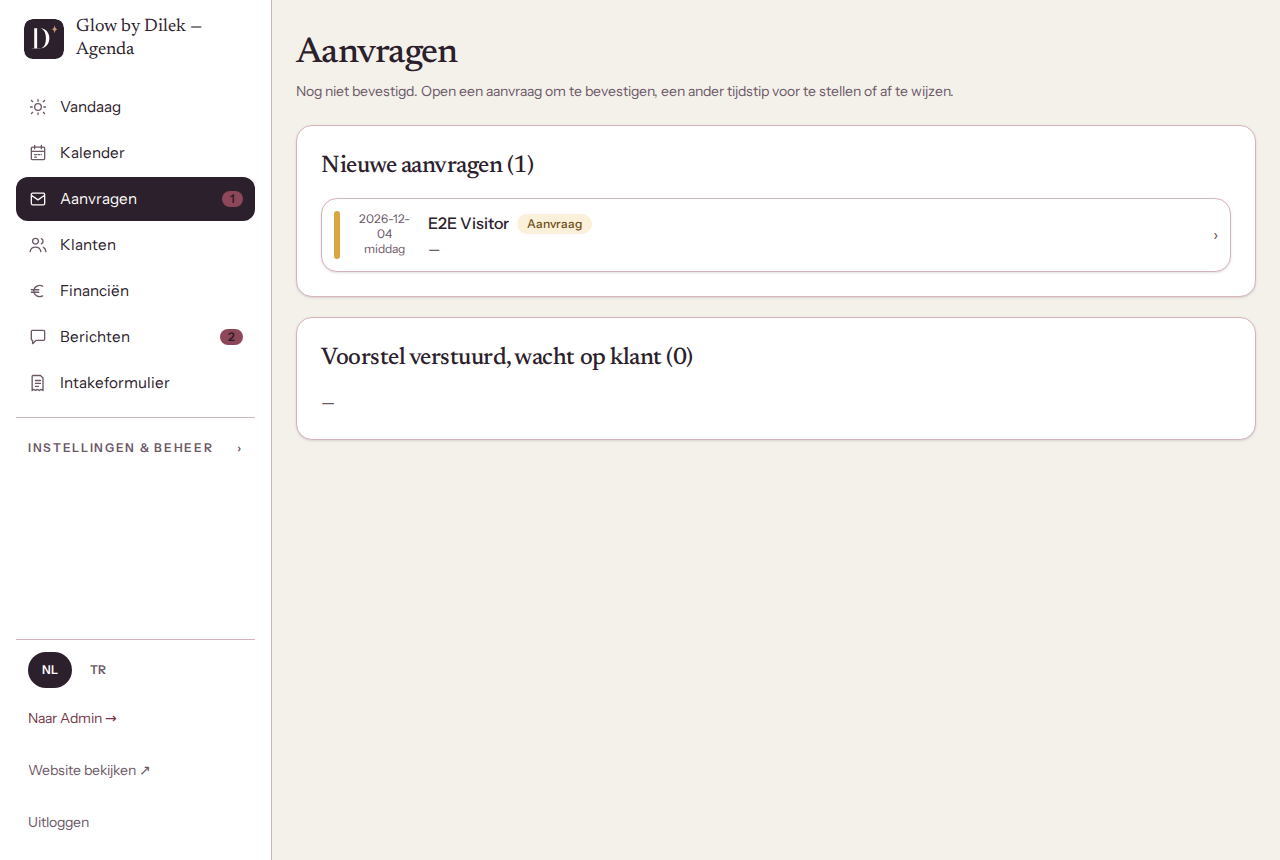 Glow by Dilek –
Agenda
Vandaag
Kalender
Aanvragen 1
Klanten
Financiën
Berichten 2
Intakeformulier
INSTELLINGEN & BEHEER ›
NL TR
Naar Admin →
Website bekijken ↗
Uitloggen
Aanvragen
Nog niet bevestigd. Open een aanvraag om te bevestigen, een ander tijdstip voor te stellen of af te wijzen.
Nieuwe aanvragen (1)
2026-12-
04
middag
E2E Visitor Aanvraag
—
›
Voorstel verstuurd, wacht op klant (0)
—